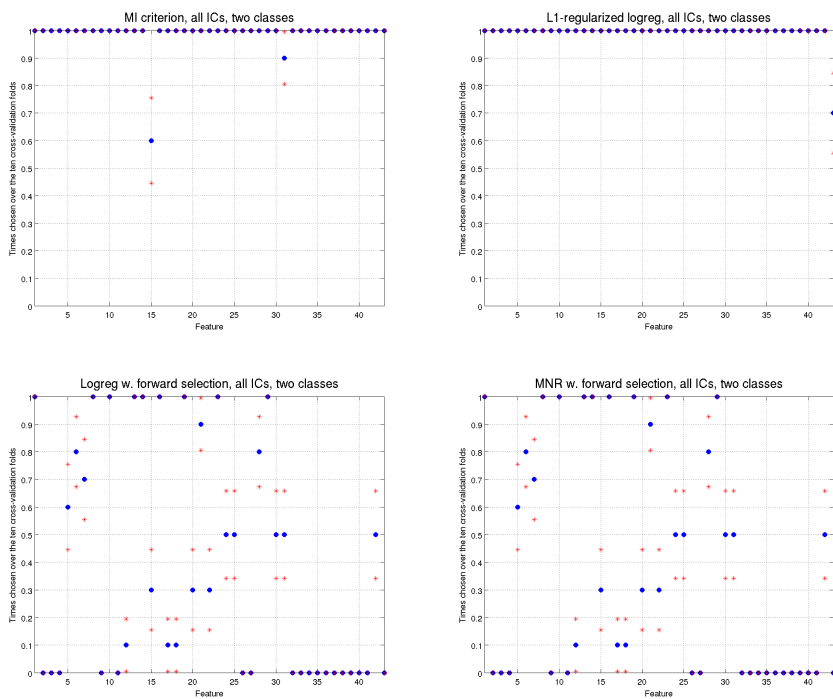 MI criterion, all ICs, two classes
Times chosen over the ten cross-validation folds
1
0.9
0.8
0.7
0.6
0.5
0.4
0.3
0.2
0.1
0
5 10 15 20 25 30 35 40
Feature
L1-regularized logreg, all ICs, two classes
Times chosen over the ten cross-validation folds
1
0.9
0.8
0.7
0.6
0.5
0.4
0.3
0.2
0.1
0
5 10 15 20 25 30 35 40
Feature
Logreg w. forward selection, all ICs, two classes
Times chosen over the ten cross-validation folds
1
0.9
0.8
0.7
0.6
0.5
0.4
0.3
0.2
0.1
0
5 10 15 20 25 30 35 40
Feature
MNR w. forward selection, all ICs, two classes
Times chosen over the ten cross-validation folds
1
0.9
0.8
0.7
0.6
0.5
0.4
0.3
0.2
0.1
0
5 10 15 20 25 30 35 40
Feature